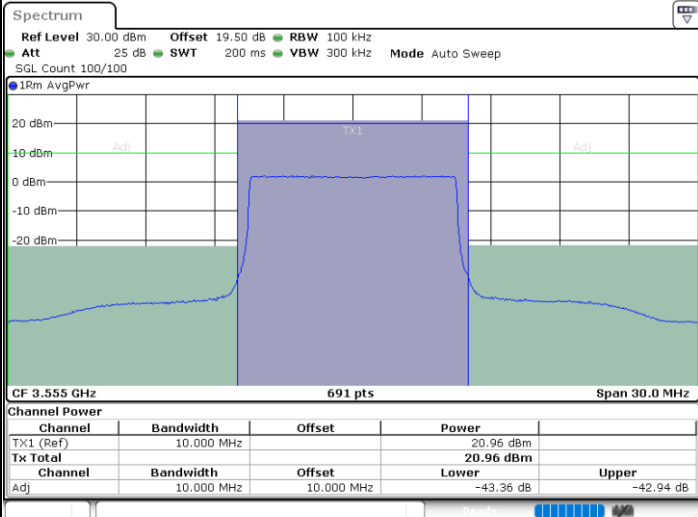 Spectrum
Ref Level 30.00 dBm Offset 19.50 dB RBW 100 kHz
Att 25 dB SWT 200 ms VBW 300 kHz Mode Auto Sweep
SGL Count 100/100
1Rm AvgPwr
TX1
20 dBm
Adj Adj
10 dBm
0 dBm
-10 dBm
-20 dBm
CF 3.555 GHz 691 pts Span 30.0 MHz
Channel Power
Channel Bandwidth Offset Power
TX1 (Ref) 10.000 MHz 20.96 dBm
Tx Total 20.96 dBm
Channel Bandwidth Offset Lower Upper
Adj 10.000 MHz 10.000 MHz -43.36 dB -42.94 dB
Ready